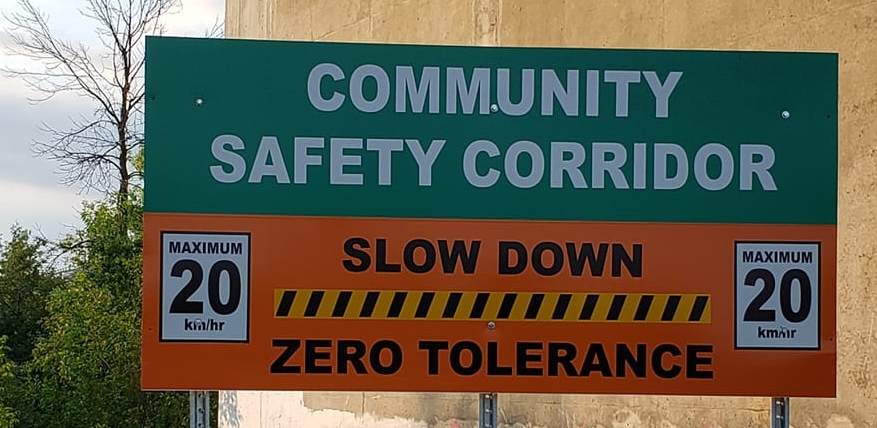 COMMUNITY
SAFETY CORRIDOR
MAXIMUM
20
km/hr
SLOW DOWN
ZERO TOLERANCE
MAXIMUM
20
km/hr